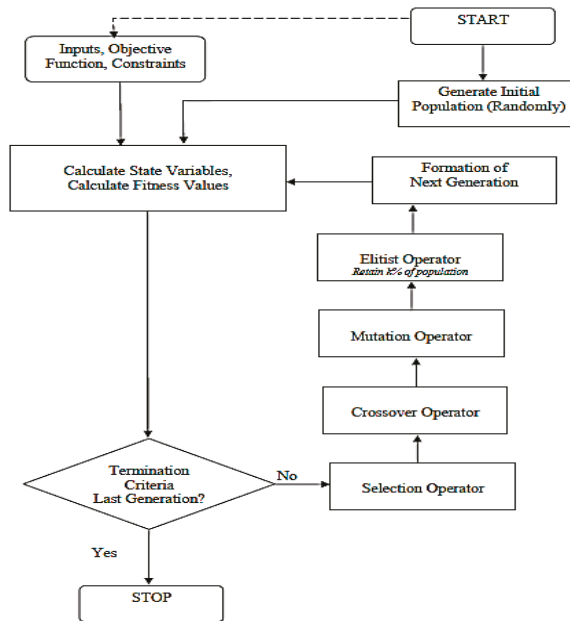 START
Inputs, Objective
Function, Constraints
Generate Initial
Population (Randomly)
Calculate State Variables,
Calculate Fitness Values
Formation of
Next Generation
Elitist Operator
Retain k% of population
Mutation Operator
Crossover Operator
Selection Operator
Termination
Criteria
Last Generation?
No
Yes
STOP